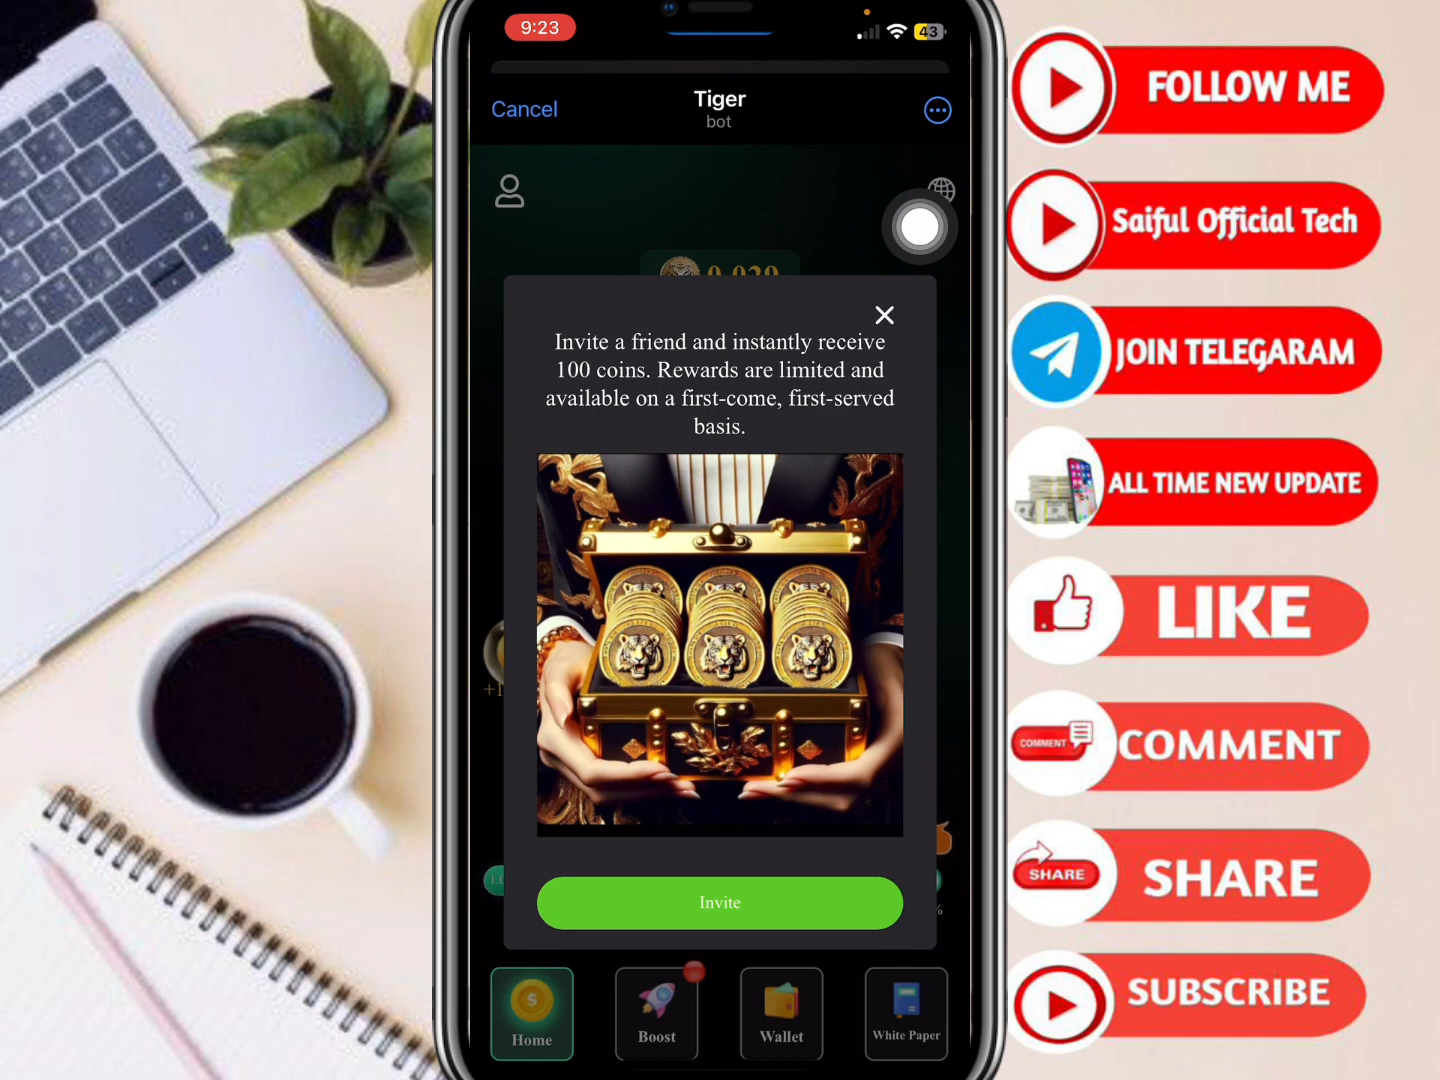 9:23
43
Cancel
Tiger
bot
Invite a friend and instantly receive
100 coins. Rewards are limited and
available on a first-come, first-served
basis.
Invite
Home
Boost
Wallet
White Paper
FOLLOW ME
Saiful Official Tech
JOIN TELEGARAM
ALL TIME NEW UPDATE
LIKE
COMMENT
COMMENT
SHARE
SHARE
SUBSCRIBE